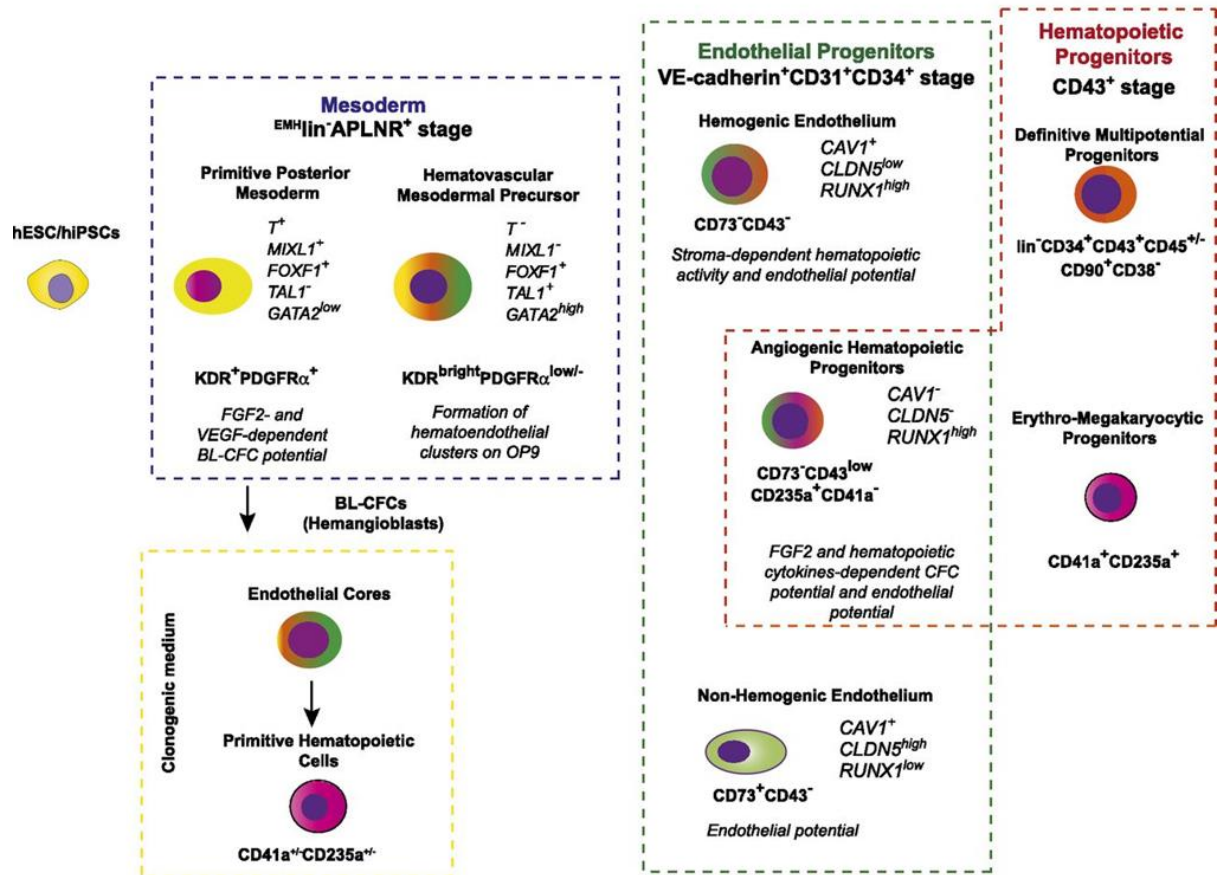 hESC/hiPSCs
Mesoderm
EMHlin-APLNR+ stage
Primitive Posterior
Mesoderm
T+
MIXL1+
FOXF1+
TAL1-
GATA2low
KDR+PDGFRα+
FGF2- and
VEGF-dependent
BL-CFC potential
Hematovascular
Mesodermal Precursor
T -
MIXL1-
FOXF1+
TAL1+
GATA2high
KDRbrightPDGFRαlow/-
Formation of
hematoendothelial
clusters on OP9
BL-CFCs
(Hemangioblasts)
Clonogenic medium
Endothelial Cores
Primitive Hematopoietic
Cells
CD41a+/-CD235a+/-
Endothelial Progenitors
VE-cadherin+CD31+CD34+ stage
Hemogenic Endothelium
CAV1+
CLDN5low
RUNX1high
CD73-CD43-
Stroma-dependent hematopoietic
activity and endothelial potential
Angiogenic Hematopoietic
Progenitors
CAV1-
CLDN5-
RUNX1high
CD73-CD43low
CD235a+CD41a-
FGF2 and hematopoietic
cytokines-dependent CFC
potential and endothelial
potential
Non-Hemogenic Endothelium
CAV1+
CLDN5high
RUNX1low
CD73+CD43-
Endothelial potential
Hematopoietic
Progenitors
CD43+ stage
Definitive Multipotential
Progenitors
lin-CD34+CD43+CD45+/-
CD90+CD38-
Erythro-Megakaryocytic
Progenitors
CD41a+CD235a+